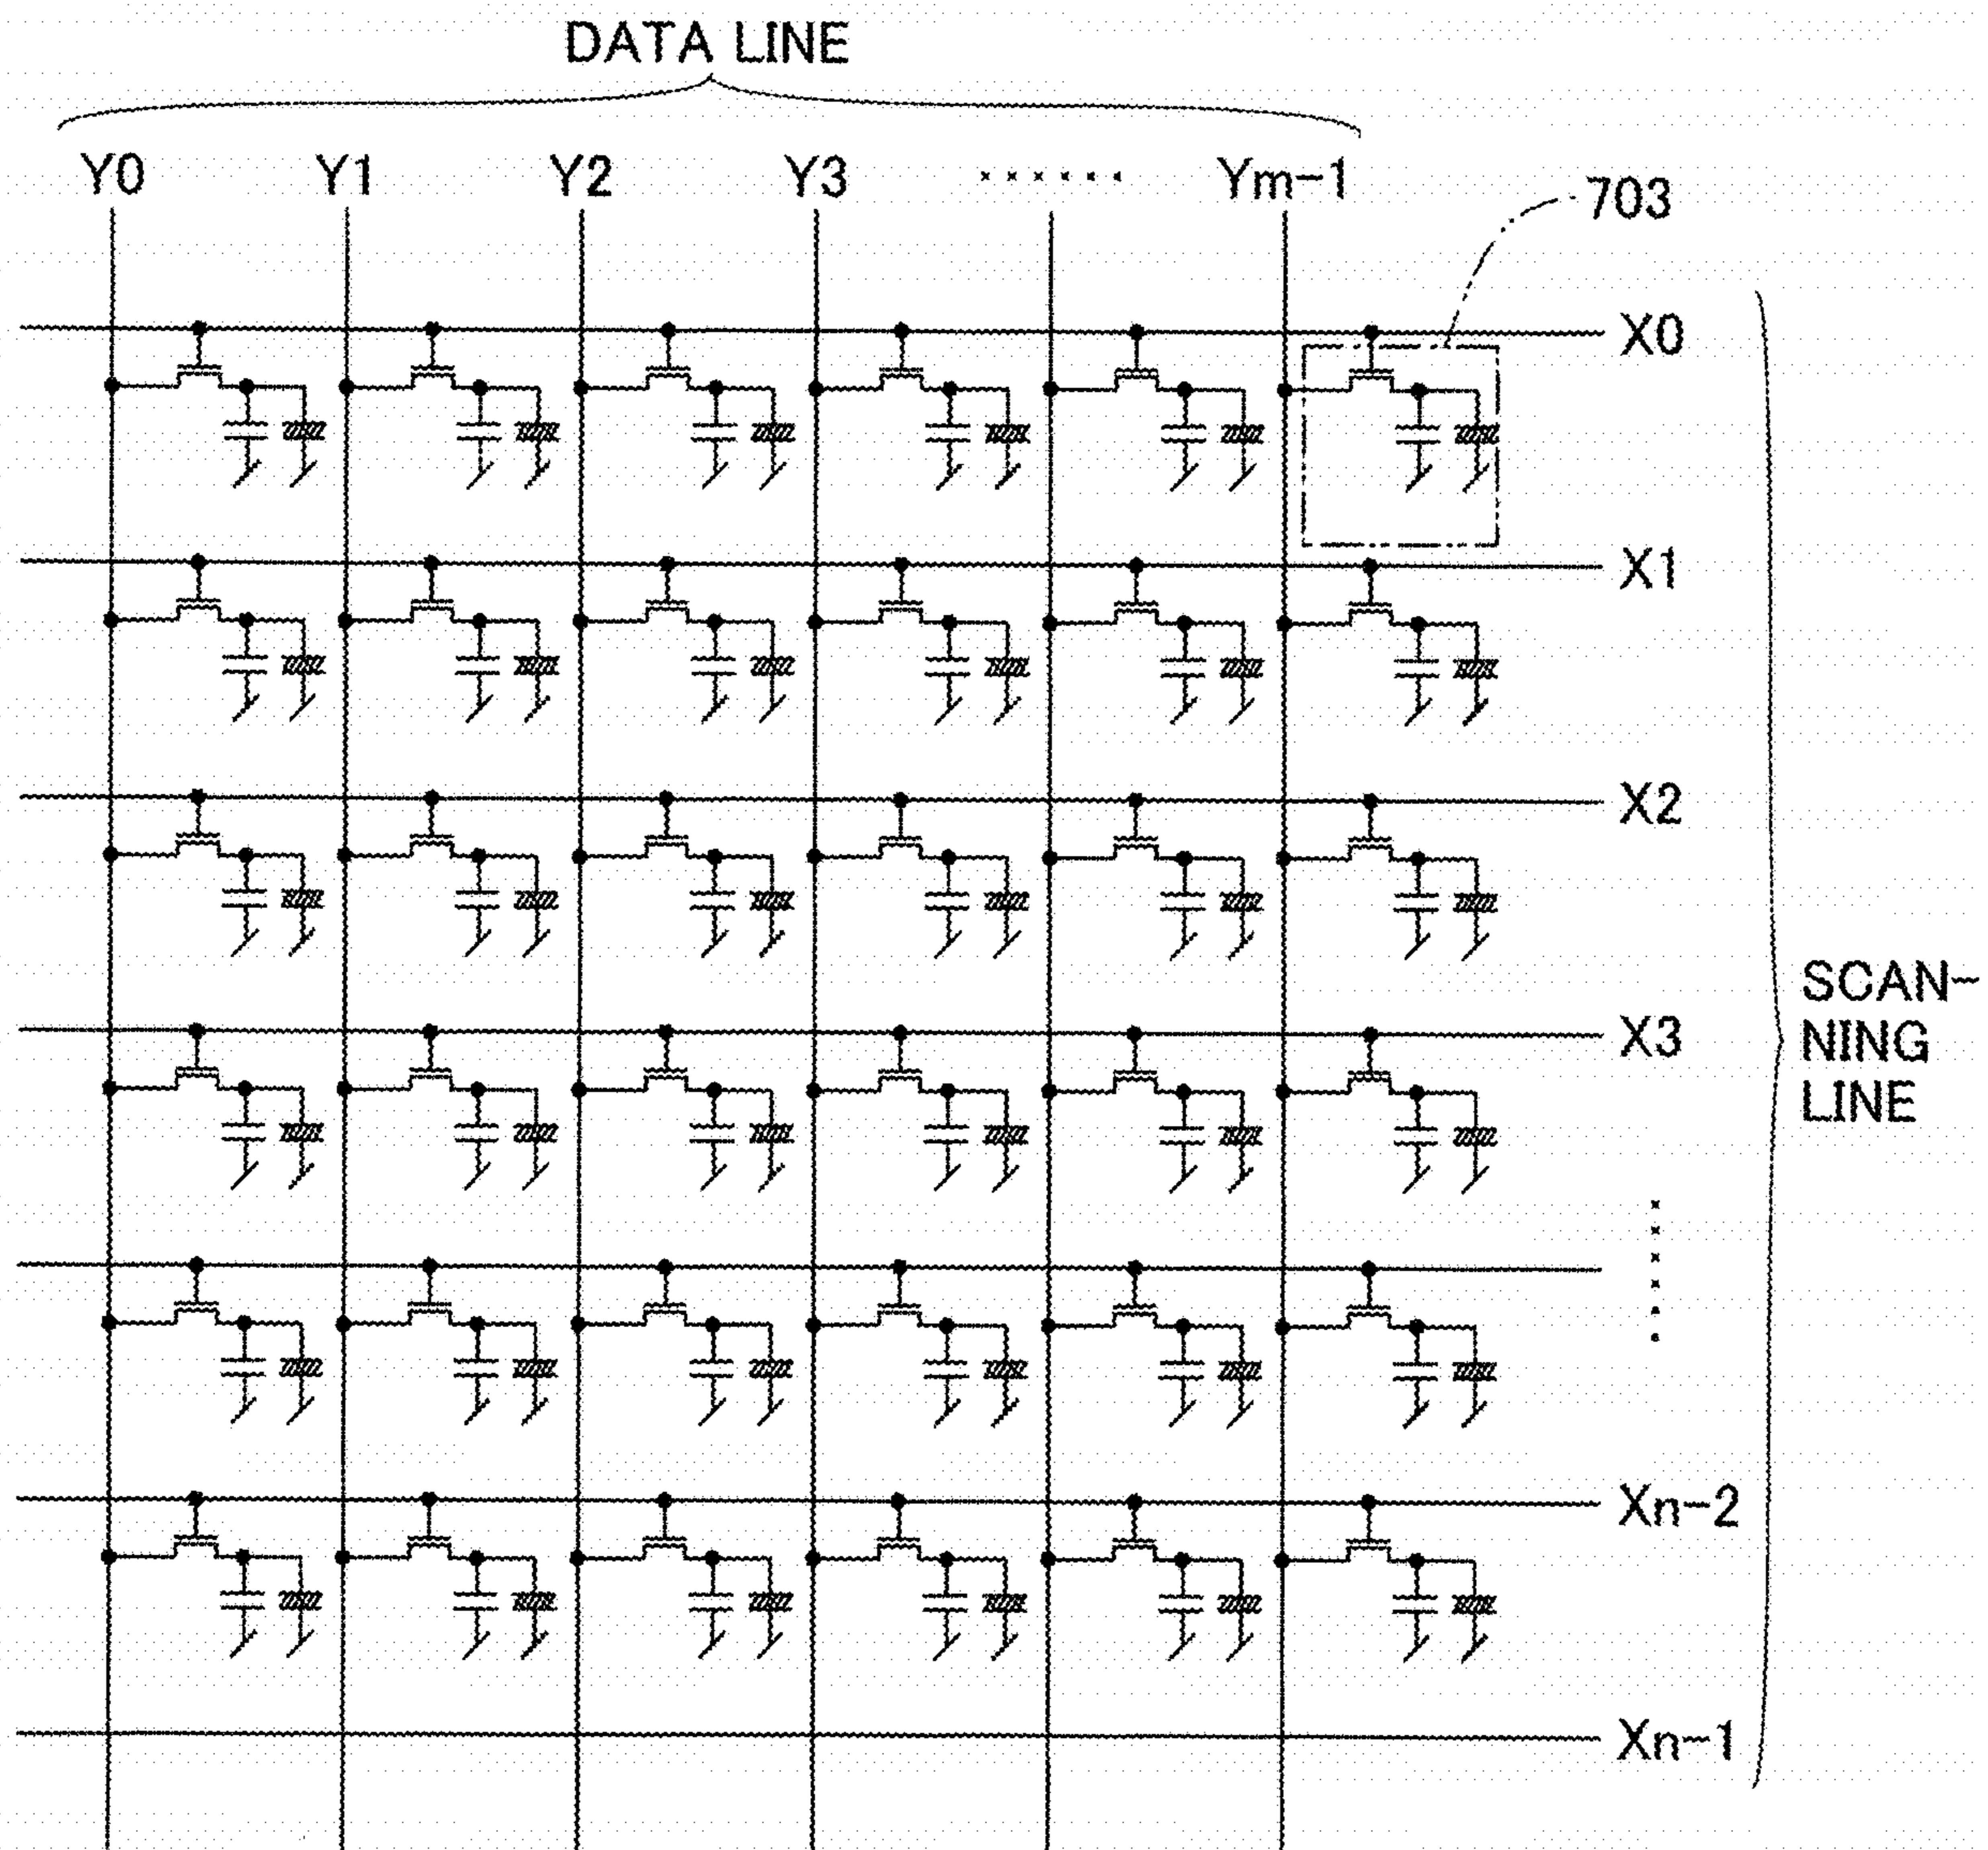 DATA LINE
Y0 Y1 Y2 Y3 ...... Ym-1
703
X0
X1
X2
X3
SCAN-
NING
LINE
......
Xn-2
Xn-1